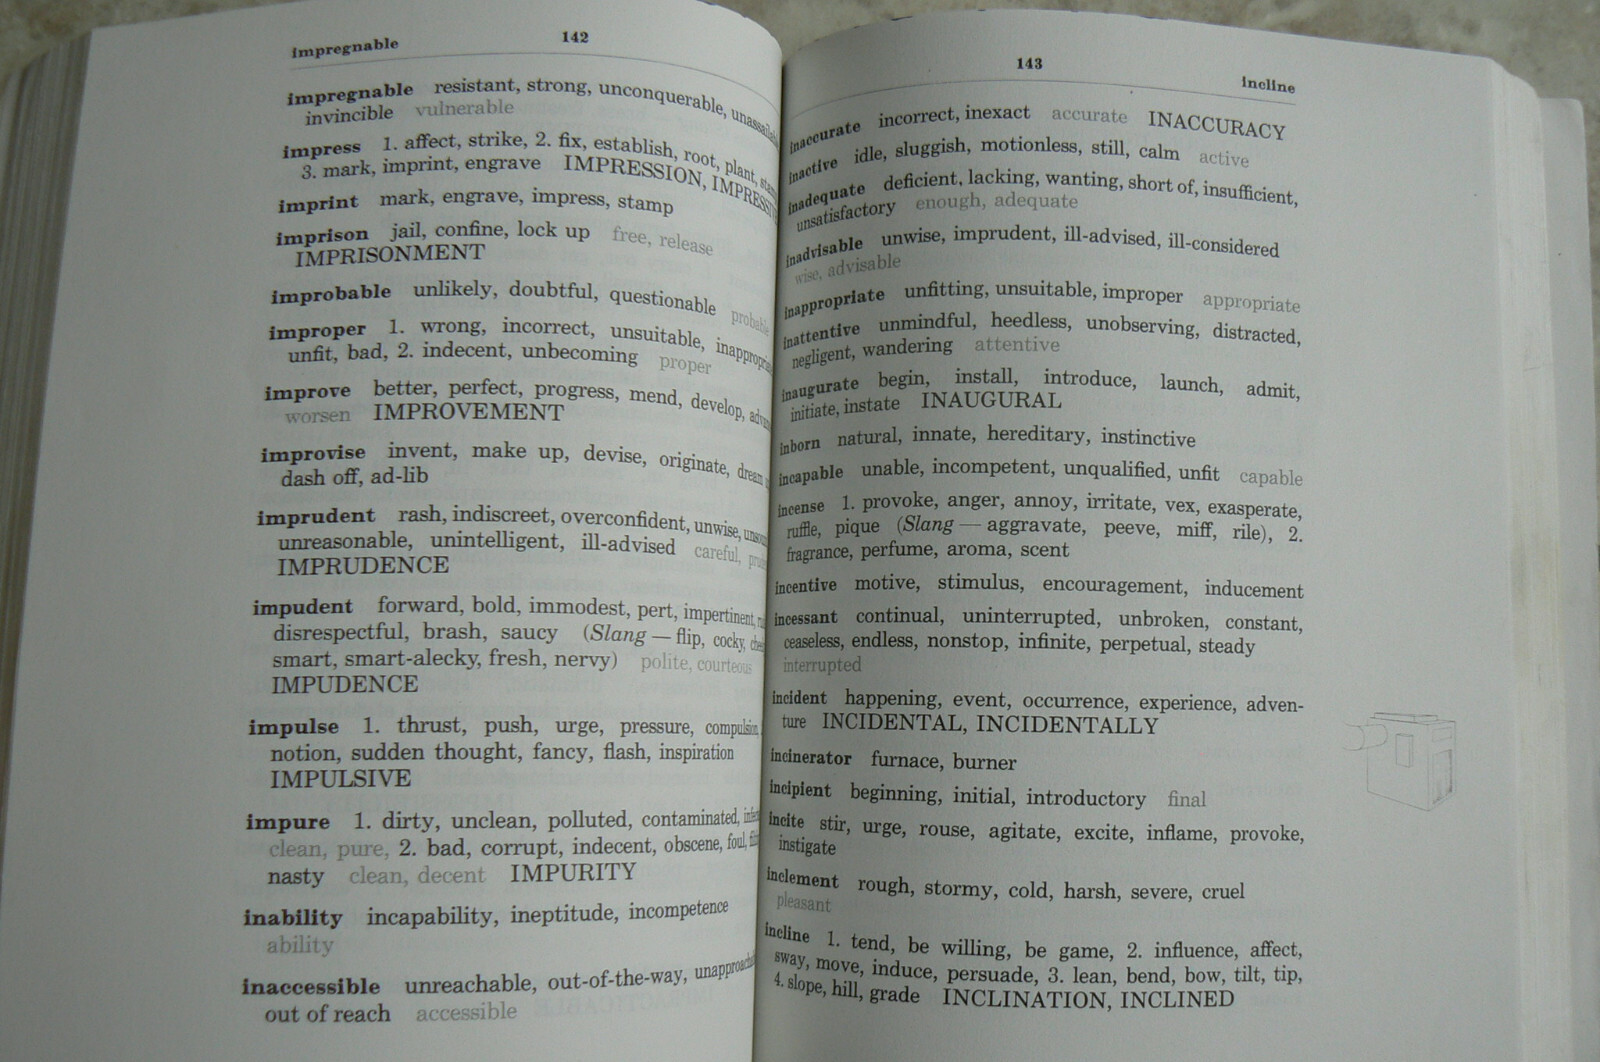 impregnable 142
impregnable resistant, strong, unconquerable,
invincible vulnerable
impress 1. affect, strike, 2. fix, establish, root, plant,
3. mark, imprint, engrave IMPRESSION, IMPRESSIVE
imprint mark, engrave, impress, stamp
imprison jail, confine, lock up free, release
IMPRISONMENT
improbable unlikely, doubtful, questionable probable
improper 1. wrong, incorrect, unsuitable,
unfit, bad, 2. indecent, unbecoming proper
improve better, perfect, progress, mend, develop,
worsen IMPROVEMENT
improvise invent, make up, devise, originate, dream
dash off, ad-lib
imprudent rash, indiscreet, overconfident, unwise,
unreasonable, unintelligent, ill-advised careful,
IMPRUDENCE
impudent forward, bold, immodest, pert, impertinent,
disrespectful, brash, saucy (Slang — flip, cocky,
smart, smart-alecky, fresh, nervy) polite, courteous
IMPUDENCE
impulse 1. thrust, push, urge, pressure, compulsion,
notion, sudden thought, fancy, flash, inspiration
IMPULSIVE
impure 1. dirty, unclean, polluted, contaminated,
clean, pure, 2. bad, corrupt, indecent, obscene, foul,
nasty clean, decent IMPURITY
inability incapability, ineptitude, incompetence
ability
inaccessible unreachable, out-of-the-way,
out of reach accessible
143 incline
inaccurate incorrect, inexact accurate INACCURACY
inactive idle, sluggish, motionless, still, calm active
inadequate deficient, lacking, wanting, short of, insufficient,
unsatisfactory enough, adequate
inadvisable unwise, imprudent, ill-advised, ill-considered
wise, advisable
inappropriate unfitting, unsuitable, improper appropriate
inattentive unmindful, heedless, unobserving, distracted,
negligent, wandering attentive
inaugurate begin, install, introduce, launch, admit,
initiate, instate INAUGURAL
inborn natural, innate, hereditary, instinctive
incapable unable, incompetent, unqualified, unfit capable
incense 1. provoke, anger, annoy, irritate, vex, exasperate,
ruffle, pique (Slang — aggravate, peeve, miff, rile), 2.
fragrance, perfume, aroma, scent
incentive motive, stimulus, encouragement, inducement
incessant continual, uninterrupted, unbroken, constant,
ceaseless, endless, nonstop, infinite, perpetual, steady
interrupted
incident happening, event, occurrence, experience, adven-
ture INCIDENTAL, INCIDENTALLY
incinerator furnace, burner
incipient beginning, initial, introductory final
incite stir, urge, rouse, agitate, excite, inflame, provoke,
instigate
inclement rough, stormy, cold, harsh, severe, cruel
pleasant
incline 1. tend, be willing, be game, 2. influence, affect,
sway, move, induce, persuade, 3. lean, bend, bow, tilt, tip,
4. slope, hill, grade INCLINATION, INCLINED